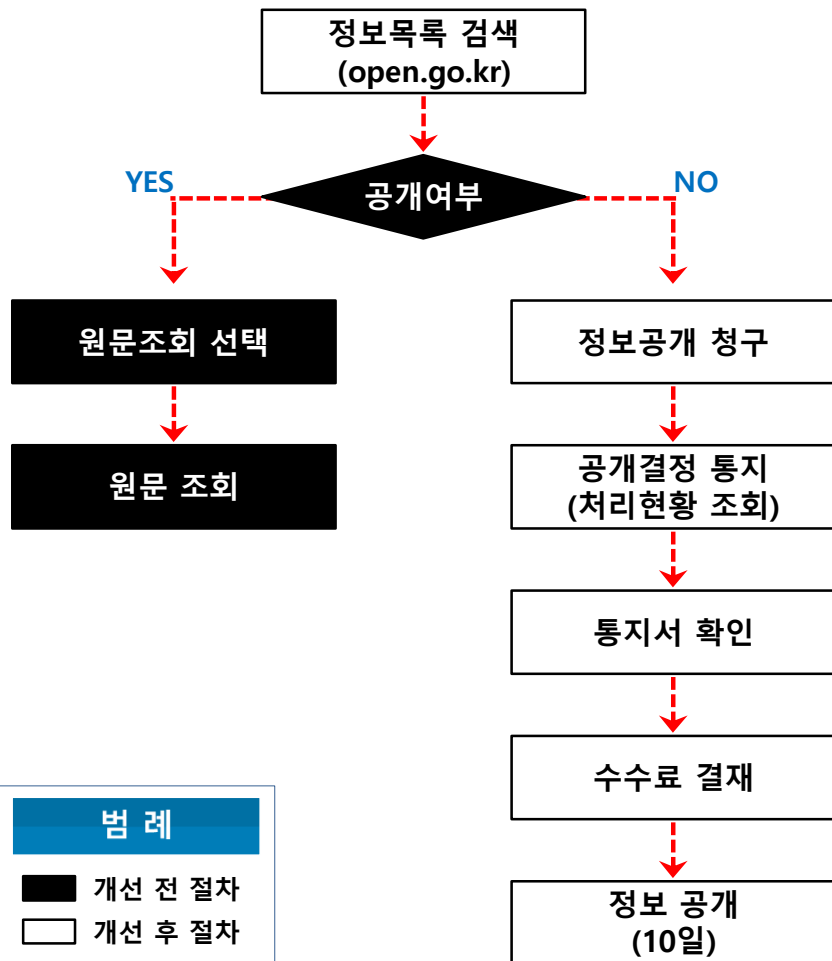 정보목록 검색
(open.go.kr)
YES
공개여부
NO
원문조회 선택
정보공개 청구
원문 조회
공개결정 통지
(처리현황 조회)
통지서 확인
수수료 결재
범 례
개선 전 절차
개선 후 절차
정보 공개
(10일)